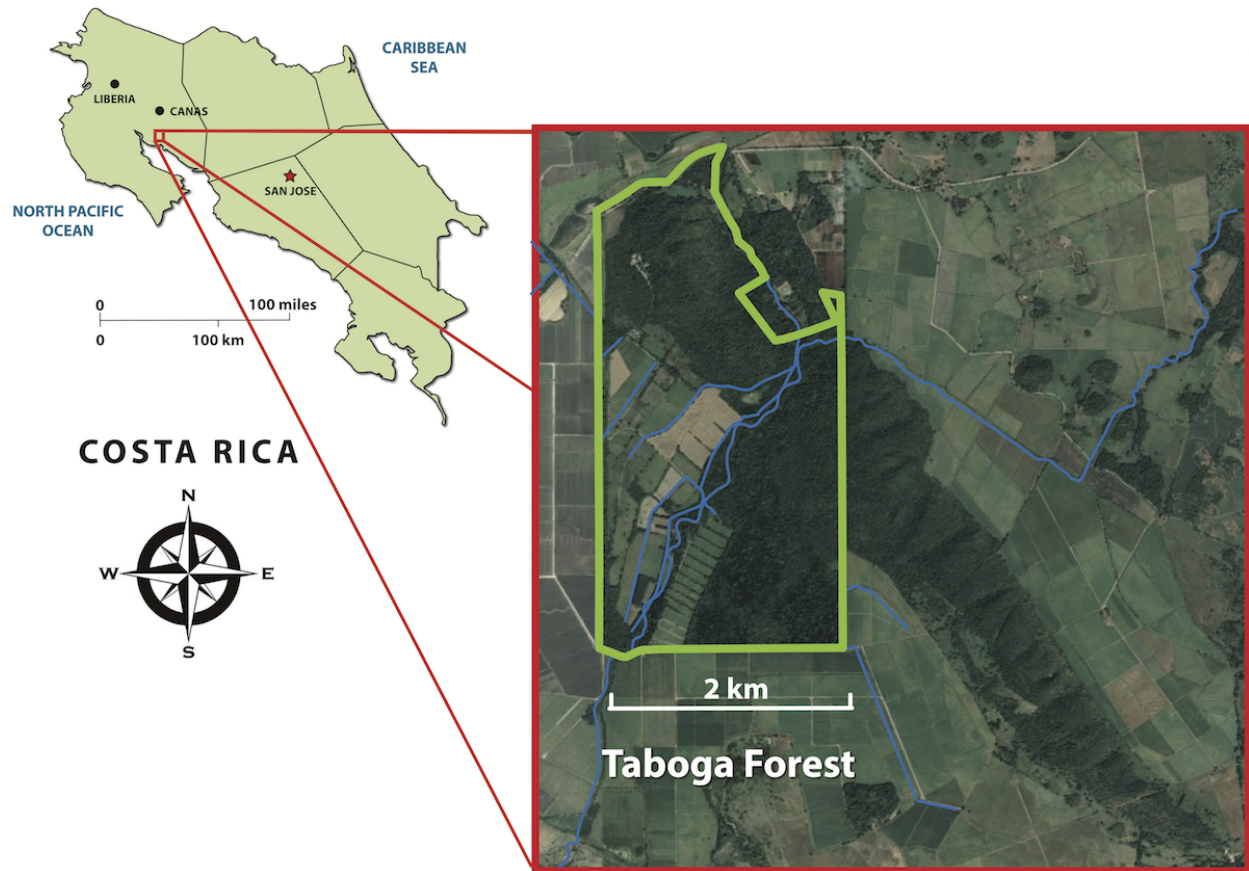 CARIBBEAN
SEA
LIBERIA
CANAS
SAN JOSE
NORTH PACIFIC
OCEAN
0
100 miles
0
100 km
COSTA RICA
N
W
E
S
2 km
Taboga Forest